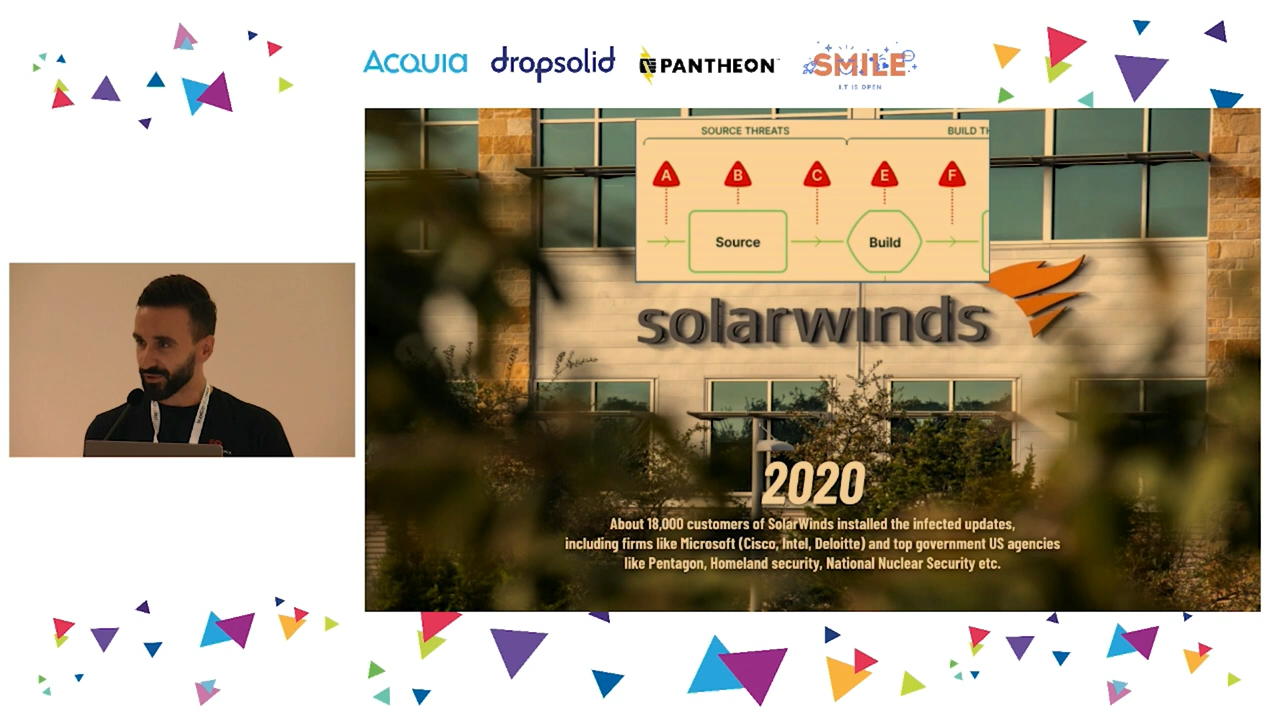 Acquia
dropsolid
PANTHEON
SMILE
I.T IS OPEN
SOURCE THREATS
BUILD TH
A
B
C
E
F
Source
Build
solarwinds
2020
About 18,000 customers of SolarWinds installed the infected updates,
including firms like Microsoft (Cisco, Intel, Deloitte) and top government US agencies
like Pentagon, Homeland security, National Nuclear Security etc.